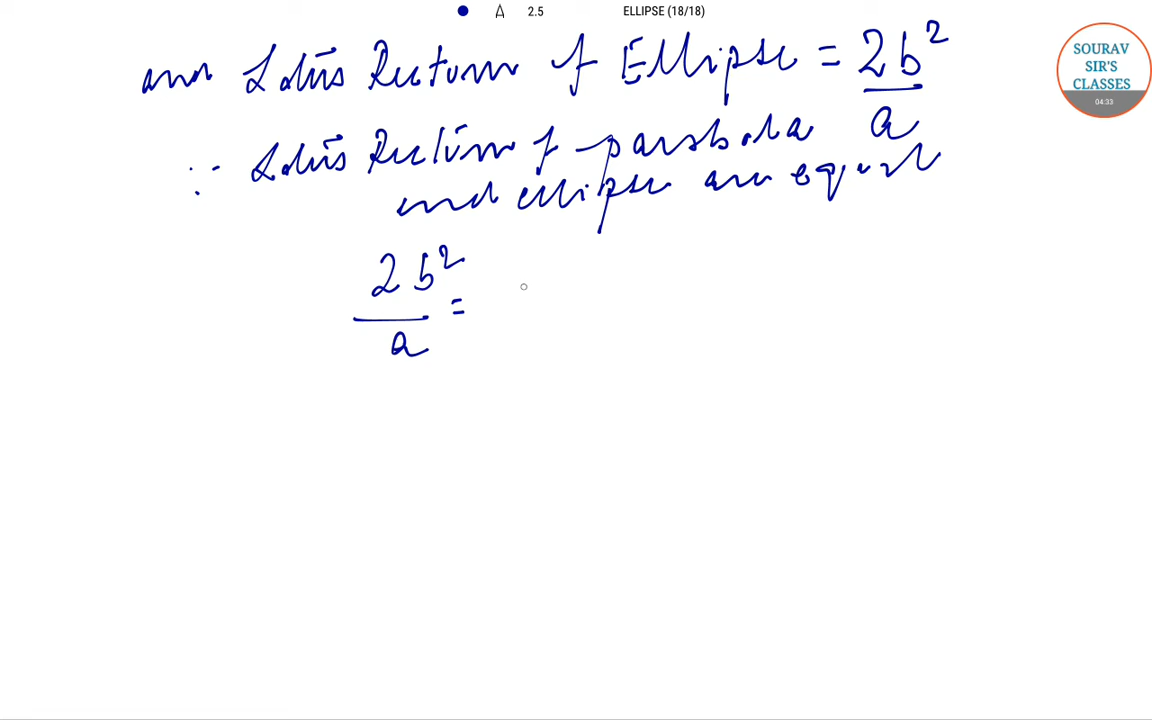 2.5 ELLIPSE (18/18)
SOURAV
SIR'S
CLASSES
04:33
and Latus Rectum of Ellipse = 2b²/a
∵ Latus Rectum of parabola
and ellipse are equal
2b²/a =